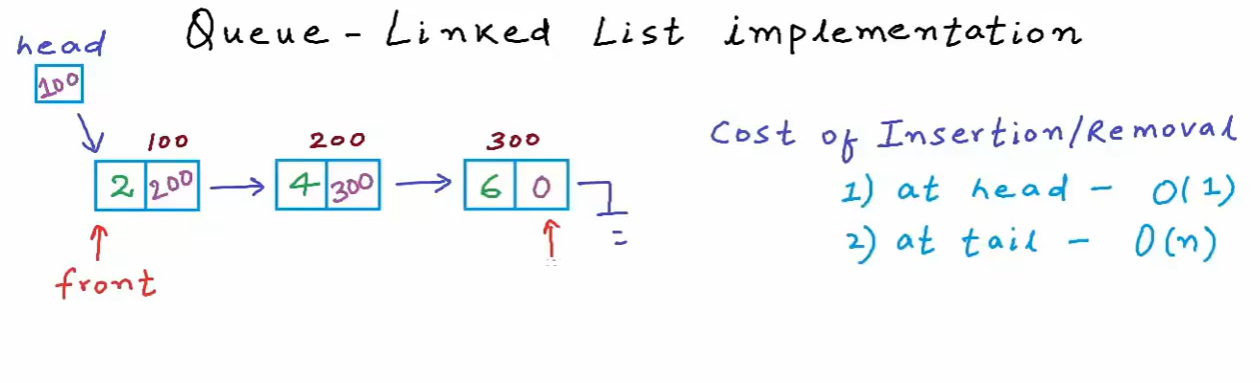 Queue - Linked List implementation
head
100
100 200 300
2 200 4 300 6 0
front
Cost of Insertion/Removal
1) at head - O(1)
2) at tail - O(n)